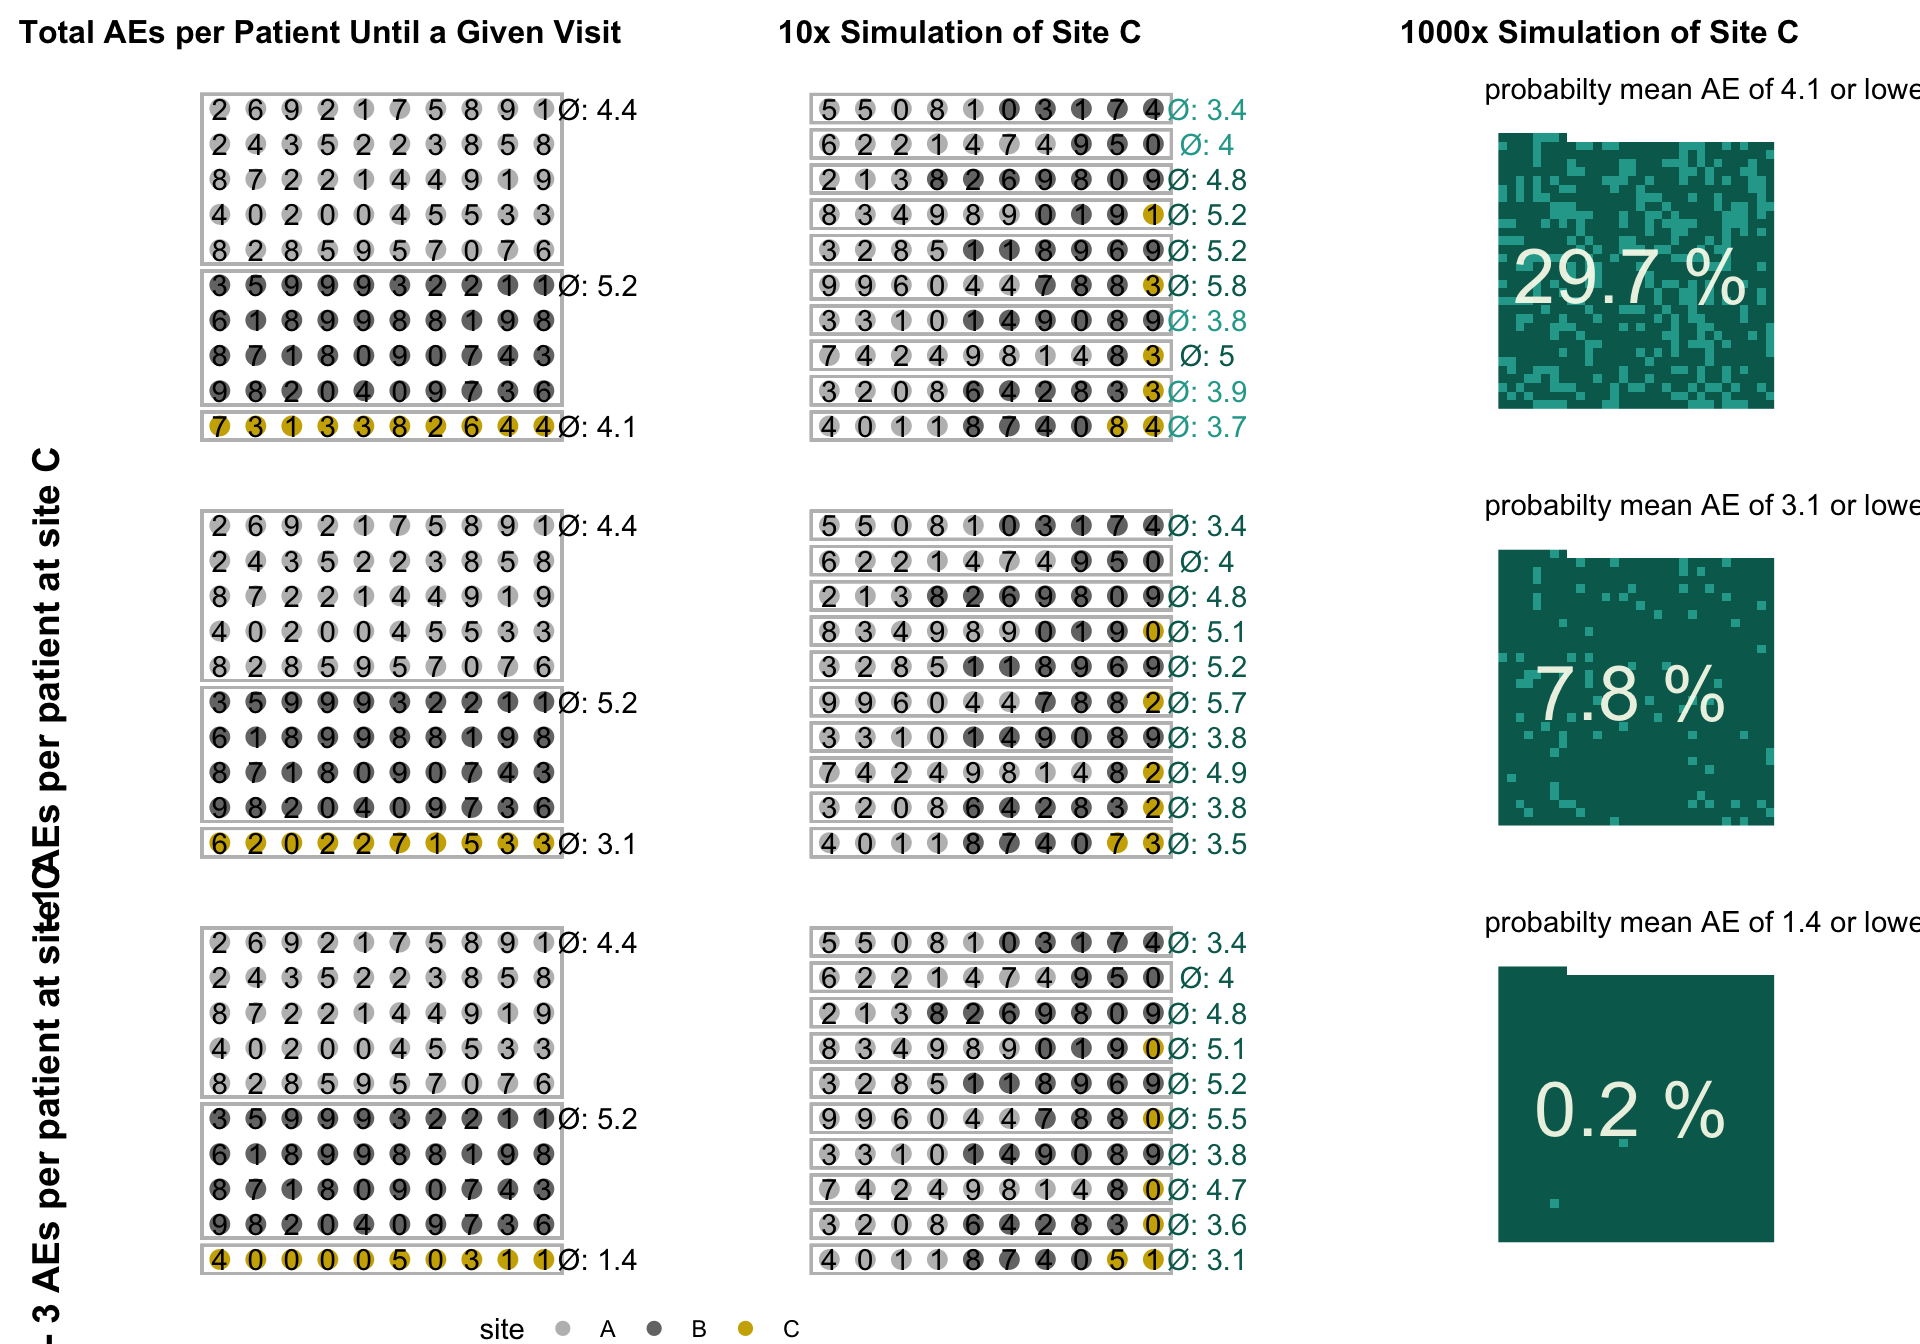 Total AEs per Patient Until a Given Visit
10x Simulation of Site C
1000x Simulation of Site C
probabilty mean AE of 4.1 or lowe
2 6 9 2 1 7 5 8 9 1 Ø: 4.4
2 4 3 5 2 2 3 8 5 8
8 7 2 2 1 4 4 9 1 9
4 0 2 0 0 4 5 5 3 3
8 2 8 5 9 5 7 0 7 6
3 5 9 9 9 3 2 2 1 1 Ø: 5.2
6 1 8 9 9 8 8 1 9 8
8 7 1 8 0 9 0 7 4 3
9 8 2 0 4 0 9 7 3 6
7 3 1 3 3 8 2 6 4 4 Ø: 4.1
5 5 0 8 1 0 3 1 7 4 Ø: 3.4
6 2 2 1 4 7 4 9 5 0 Ø: 4
2 1 3 8 2 6 9 8 0 9 Ø: 4.8
8 3 4 9 8 9 0 1 9 1 Ø: 5.2
3 2 8 5 1 1 8 9 6 9 Ø: 5.2
9 9 6 0 4 4 7 8 8 3 Ø: 5.8
3 3 1 0 1 4 9 0 8 9 Ø: 3.8
7 4 2 4 9 8 1 4 8 3 Ø: 5
3 2 0 8 6 4 2 8 3 3 Ø: 3.9
4 0 1 1 8 7 4 0 8 4 Ø: 3.7
29.7 %
- 1 AEs per patient at site C
probabilty mean AE of 3.1 or lowe
2 6 9 2 1 7 5 8 9 1 Ø: 4.4
2 4 3 5 2 2 3 8 5 8
8 7 2 2 1 4 4 9 1 9
4 0 2 0 0 4 5 5 3 3
8 2 8 5 9 5 7 0 7 6
3 5 9 9 9 3 2 2 1 1 Ø: 5.2
6 1 8 9 9 8 8 1 9 8
8 7 1 8 0 9 0 7 4 3
9 8 2 0 4 0 9 7 3 6
6 2 0 2 2 7 1 5 3 3 Ø: 3.1
5 5 0 8 1 0 3 1 7 4 Ø: 3.4
6 2 2 1 4 7 4 9 5 0 Ø: 4
2 1 3 8 2 6 9 8 0 9 Ø: 4.8
8 3 4 9 8 9 0 1 9 0 Ø: 5.1
3 2 8 5 1 1 8 9 6 9 Ø: 5.2
9 9 6 0 4 4 7 8 8 2 Ø: 5.7
3 3 1 0 1 4 9 0 8 9 Ø: 3.8
7 4 2 4 9 8 1 4 8 2 Ø: 4.9
3 2 0 8 6 4 2 8 3 2 Ø: 3.8
4 0 1 1 8 7 4 0 7 3 Ø: 3.5
7.8 %
- 3 AEs per patient at site C
probabilty mean AE of 1.4 or lowe
2 6 9 2 1 7 5 8 9 1 Ø: 4.4
2 4 3 5 2 2 3 8 5 8
8 7 2 2 1 4 4 9 1 9
4 0 2 0 0 4 5 5 3 3
8 2 8 5 9 5 7 0 7 6
3 5 9 9 9 3 2 2 1 1 Ø: 5.2
6 1 8 9 9 8 8 1 9 8
8 7 1 8 0 9 0 7 4 3
9 8 2 0 4 0 9 7 3 6
4 0 0 0 0 5 0 3 1 1 Ø: 1.4
5 5 0 8 1 0 3 1 7 4 Ø: 3.4
6 2 2 1 4 7 4 9 5 0 Ø: 4
2 1 3 8 2 6 9 8 0 9 Ø: 4.8
8 3 4 9 8 9 0 1 9 0 Ø: 5.1
3 2 8 5 1 1 8 9 6 9 Ø: 5.2
9 9 6 0 4 4 7 8 8 0 Ø: 5.5
3 3 1 0 1 4 9 0 8 9 Ø: 3.8
7 4 2 4 9 8 1 4 8 0 Ø: 4.7
3 2 0 8 6 4 2 8 3 0 Ø: 3.6
4 0 1 1 8 7 4 0 5 1 Ø: 3.1
0.2 %
site A B C